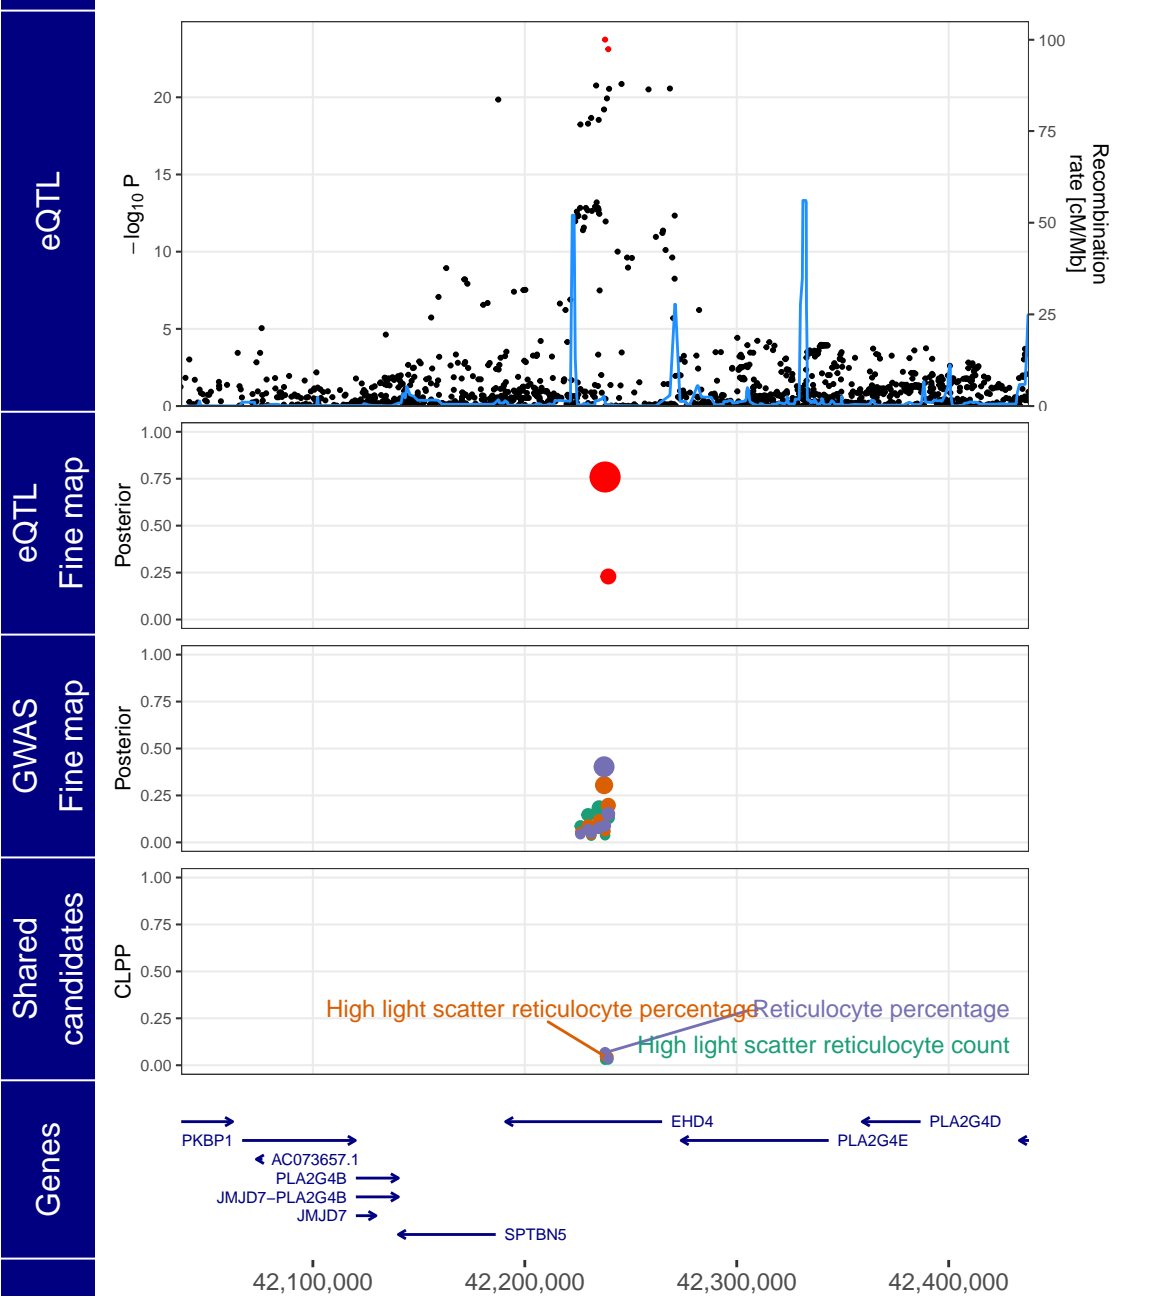 eQTL
−log10 P
20
15
10
5
0
100
75
50
25
0
Recombination
rate [cM/Mb]
eQTL
Fine map
Posterior
1.00
0.75
0.50
0.25
0.00
GWAS
Fine map
Posterior
1.00
0.75
0.50
0.25
0.00
Shared
candidates
CLPP
1.00
0.75
0.50
0.25
0.00
High light scatter reticulocyte percentage
Reticulocyte percentage
High light scatter reticulocyte count
Genes
EHD4
PLA2G4D
PKBP1
PLA2G4E
AC073657.1
PLA2G4B
JMJD7−PLA2G4B
JMJD7
SPTBN5
42,100,000
42,200,000
42,300,000
42,400,000